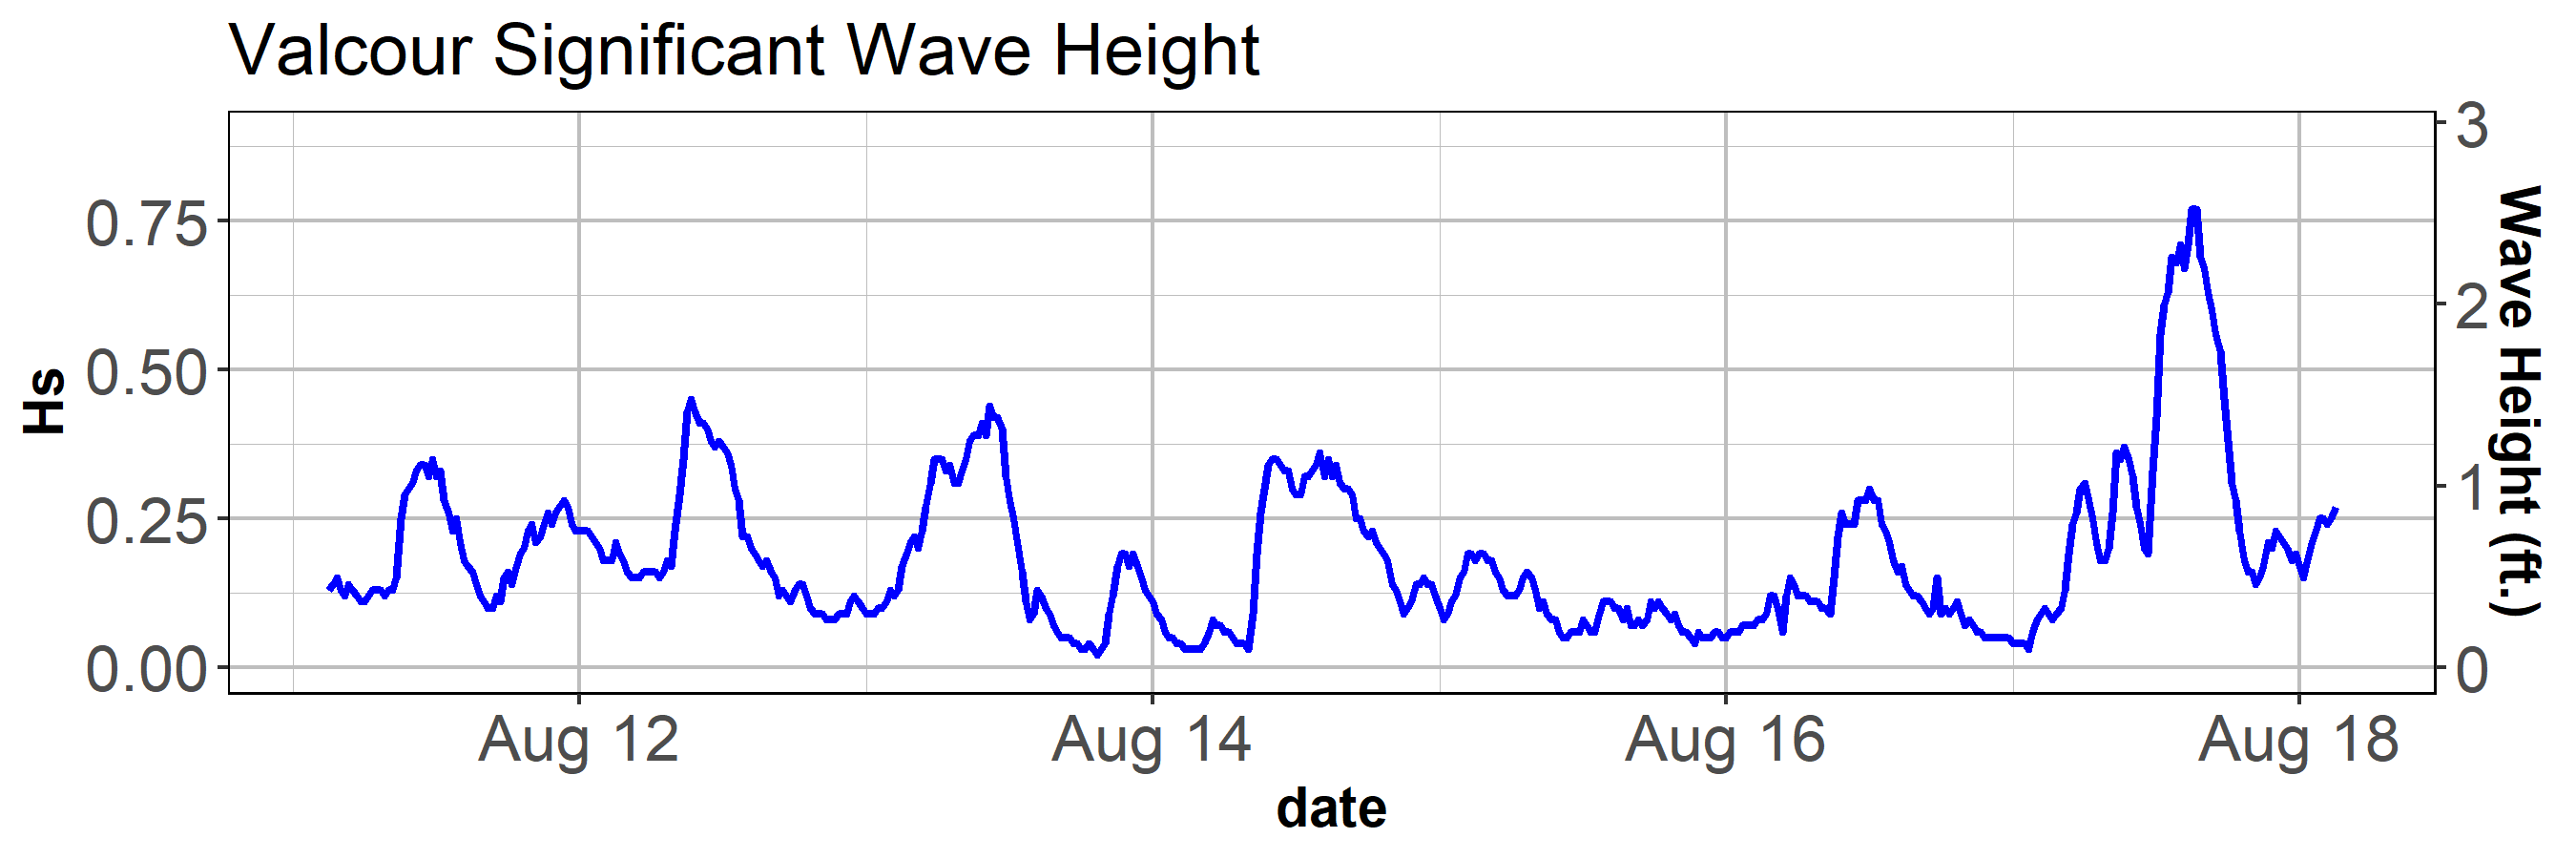 Valcour Significant Wave Height
Hs
0.75
0.50
0.25
0.00
3
2
1
0
Wave Height (ft.)
Aug 12
Aug 14
Aug 16
Aug 18
date